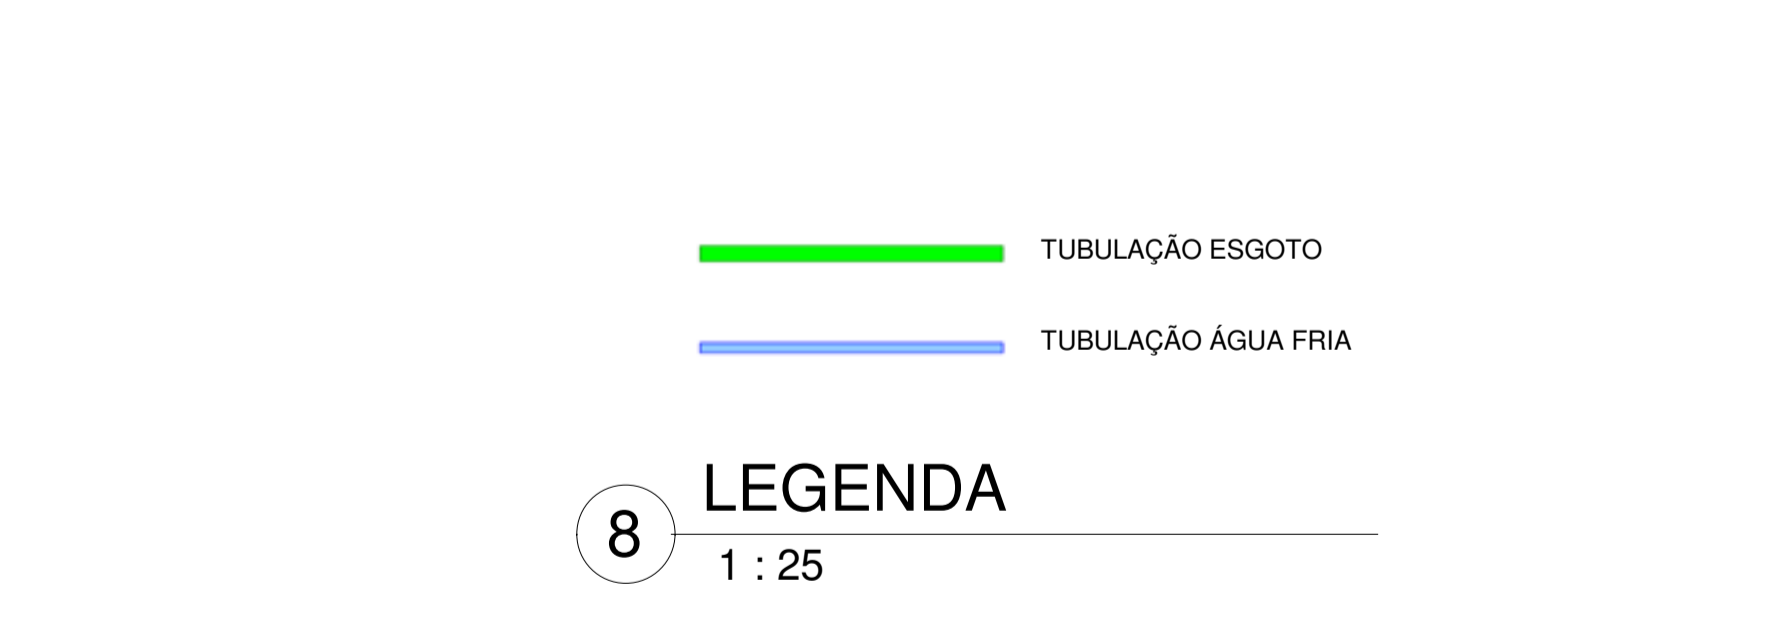 TUBULAÇÃO ESGOTO
TUBULAÇÃO ÁGUA FRIA
LEGENDA
8
1 : 25